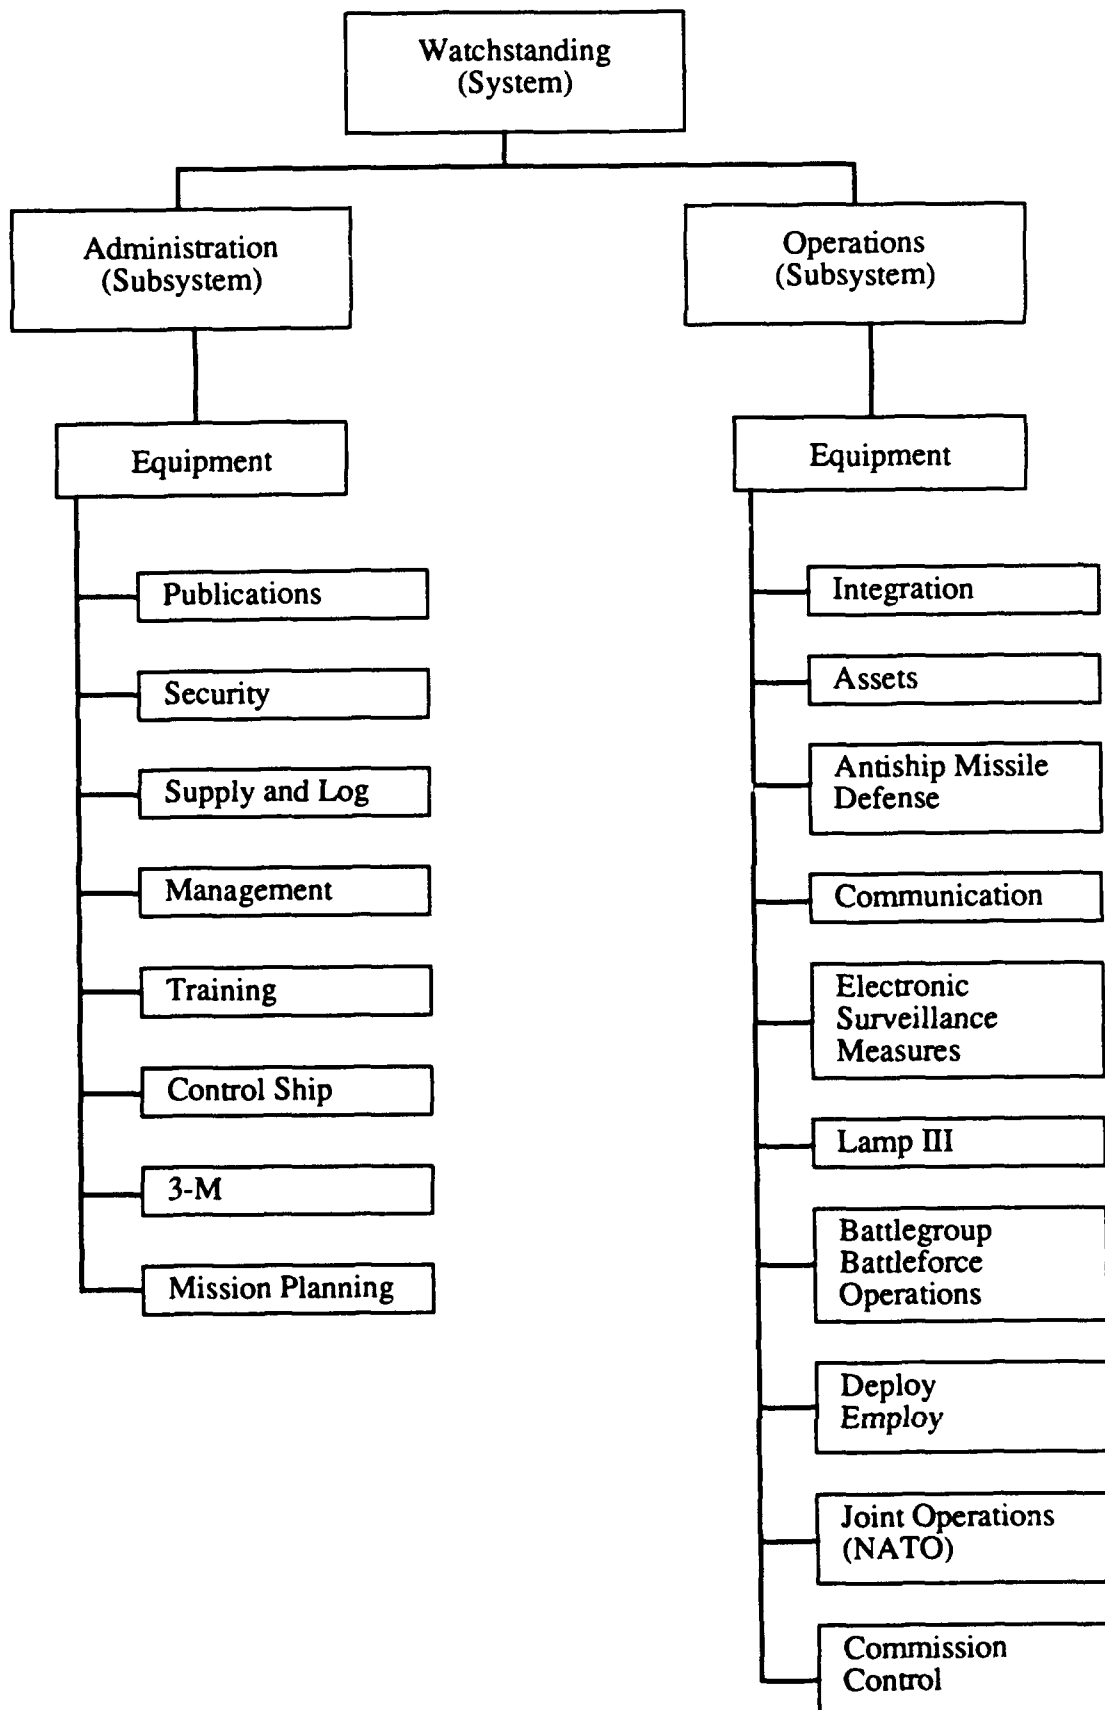 Watchstanding
(System)
Administration
(Subsystem)
Operations
(Subsystem)
Equipment
Equipment
Publications
Security
Supply and Log
Management
Training
Control Ship
3-M
Mission Planning
Integration
Assets
Antiship Missile
Defense
Communication
Electronic
Surveillance
Measures
Lamp III
Battlegroup
Battleforce
Operations
Deploy
Employ
Joint Operations
(NATO)
Commission
Control